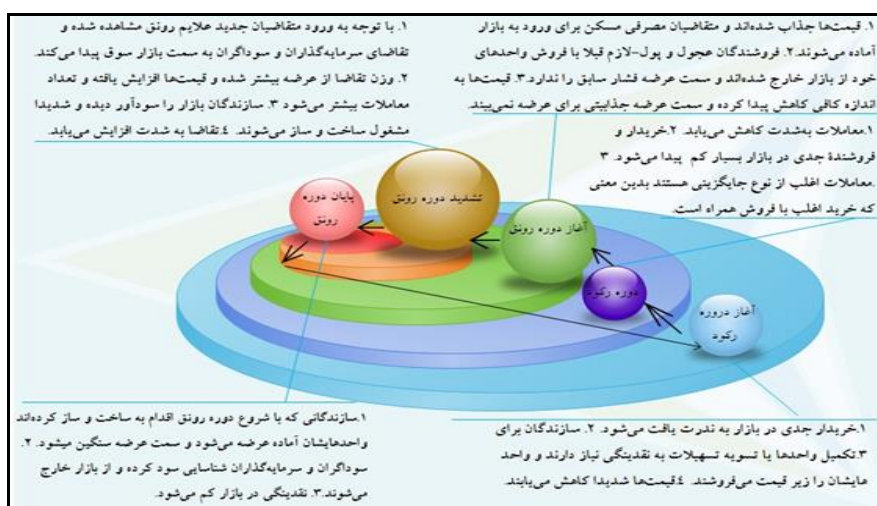 ۱. قیمت‌ها جذاب شده‌اند و متقاضیان مصرفی مسکن برای ورود به بازار
آماده می‌شوند.۲. فروشندگان عجول و پول-لازم قبلا با فروش واحدهای
خود از بازار خارج شده‌اند و سمت عرضه فشار سابق را ندارد.۳. قیمت‌ها به
اندازه کافی کاهش پیدا کرده و سمت عرضه جذابیتی برای عرضه نمی‌بیند.
۱. با توجه به ورود متقاضیان جدید علایم رونق مشاهده شده و
تقاضای سرمایه‌گذاران و سوداگران به سمت بازار سوق پیدا می‌کند.
۲. وزن تقاضا از عرضه بیشتر شده و قیمت‌ها افزایش یافته و تعداد
معاملات بیشتر می‌شود ۳. سازندگان بازار را سودآور دیده و شدیدا
مشغول ساخت و ساز می‌شوند. ٤.تقاضا به شدت افزایش می‌یابد.
۱.معاملات به‌شدت کاهش می‌یابد. ۲.خریدار و
فروشندهٔ جدی در بازار بسیار کم پیدا می‌شود. ۳
.معاملات اغلب از نوع جایگزینی هستند بدین معنی
که خرید اغلب با فروش همراه است.
پایان دوره
رونق
تشدید دوره رونق
آغاز دوره رونق
دوره رکود
آغاز دروره
رکود
۱.خریدار جدی در بازار به ندرت یافت می‌شود. ۲. سازندگان برای
۳.تکمیل واحدها یا تسویه تسهیلات به نقدینگی نیاز دارند و واحد
هایشان را زیر قیمت می‌فروشند. ٤.قیمت‌ها شدیدا کاهش می‌یابند.
۱.سازندگانی که با شروع دوره رونق اقدام به ساخت و ساز کرده‌اند
واحدهایشان آماده عرضه می‌شود و سمت عرضه سنگین میشود. ۲.
سوداگران و سرمایه‌گذاران شناسایی سود کرده و از بازار خارج
می‌شوند.۳. نقدینگی در بازار کم می‌شود.